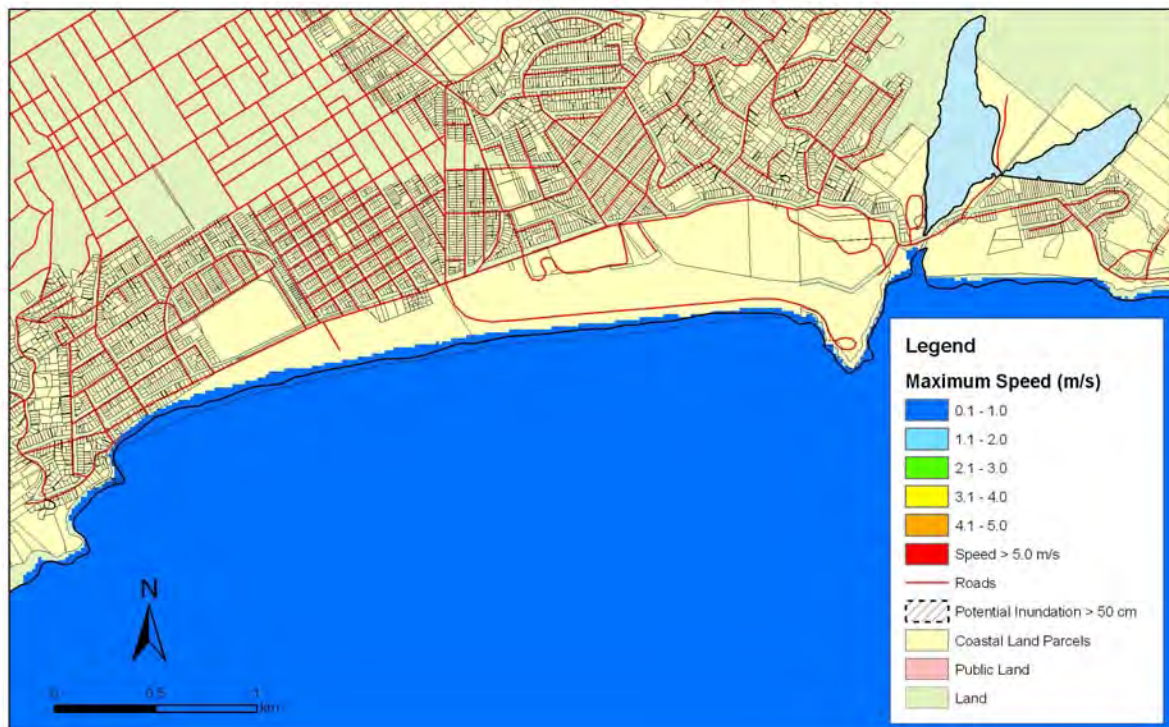 Legend
Maximum Speed (m/s)
0.1 - 1.0
1.1 - 2.0
2.1 - 3.0
3.1 - 4.0
4.1 - 5.0
Speed > 5.0 m/s
Roads
Potential Inundation > 50 cm
Coastal Land Parcels
Public Land
Land
N
0 0.5 1
km